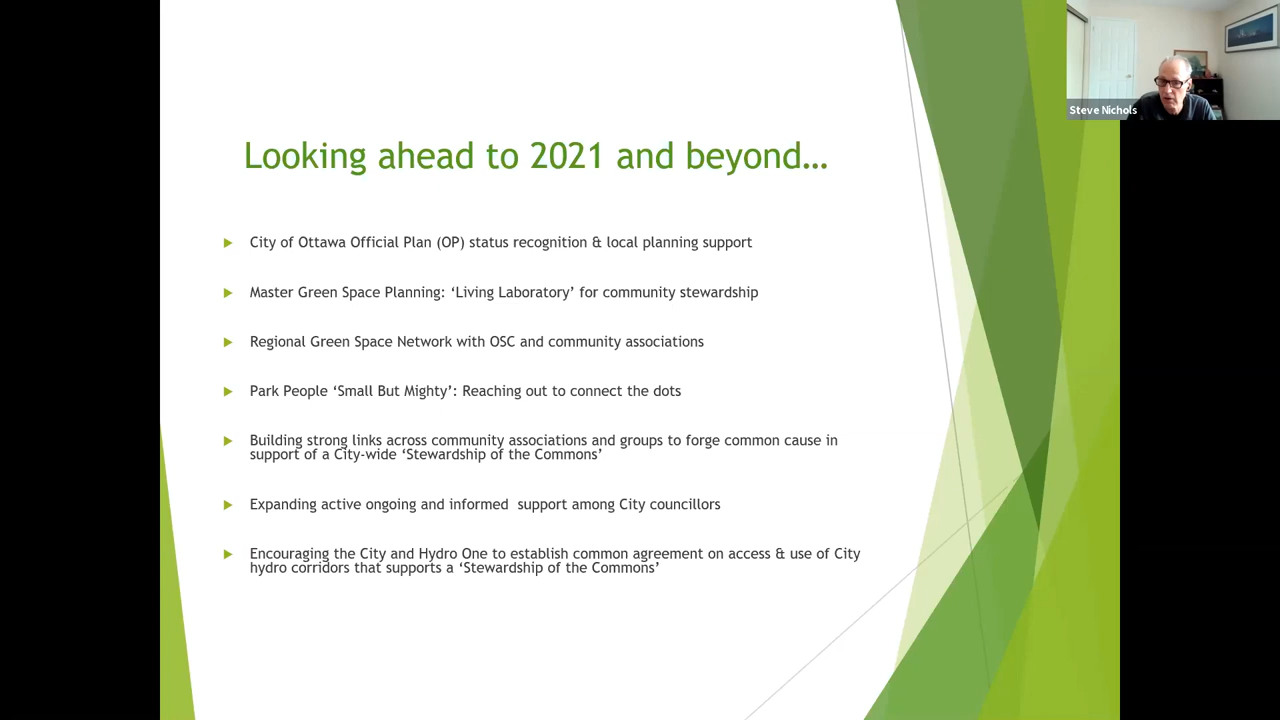 Steve Nichols
Looking ahead to 2021 and beyond…
City of Ottawa Official Plan (OP) status recognition & local planning support
Master Green Space Planning: ‘Living Laboratory’ for community stewardship
Regional Green Space Network with OSC and community associations
Park People ‘Small But Mighty’: Reaching out to connect the dots
Building strong links across community associations and groups to forge common cause in
support of a City-wide ‘Stewardship of the Commons’
Expanding active ongoing and informed  support among City councillors
Encouraging the City and Hydro One to establish common agreement on access & use of City
hydro corridors that supports a ‘Stewardship of the Commons’